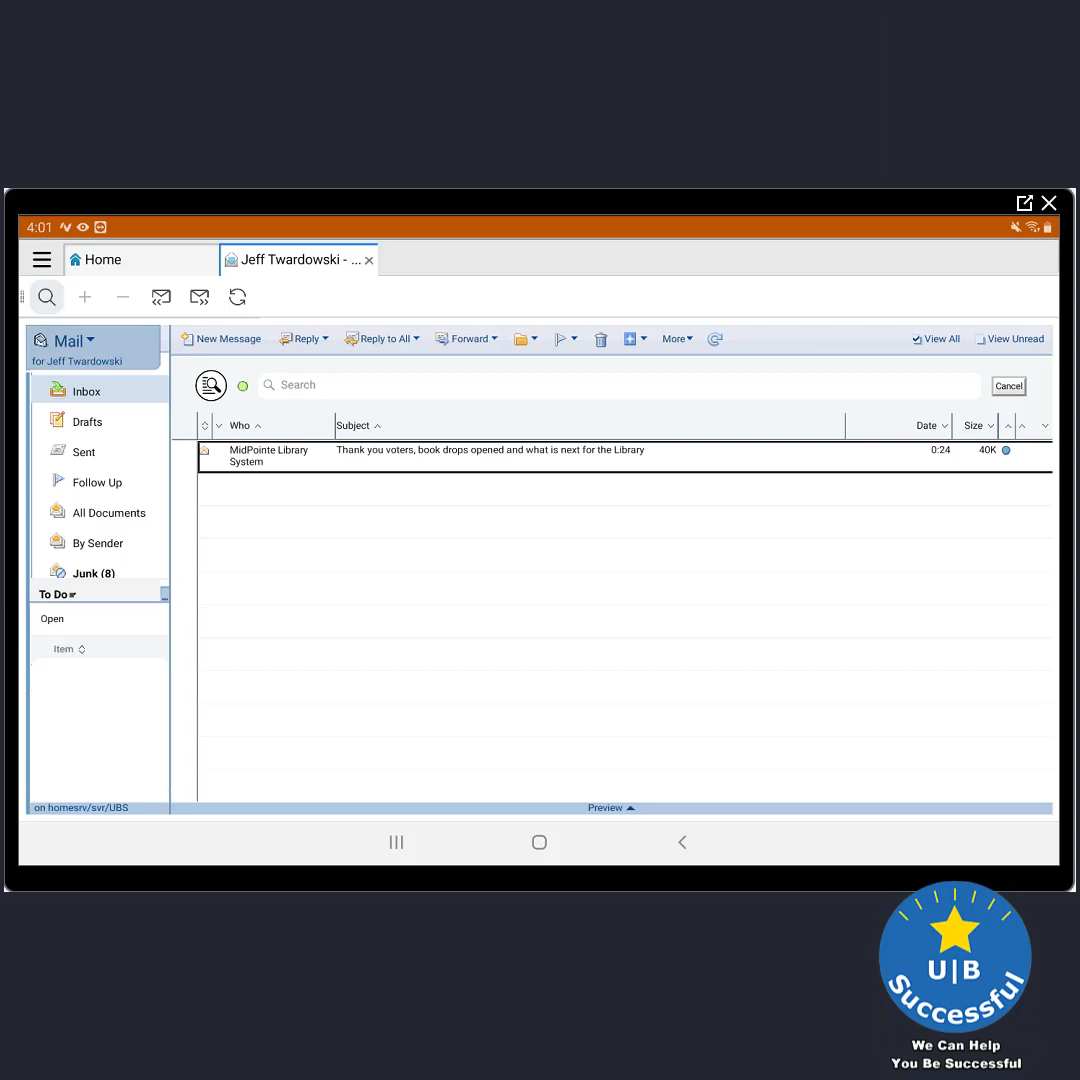 4:01
Home
Jeff Twardowski - ...
Mail
for Jeff Twardowski
New Message Reply Reply to All Forward More View All View Unread
Inbox
Drafts
Sent
Follow Up
All Documents
By Sender
Junk (8)
To Do
Open
Item
on homesrv/svr/UBS
Search
Cancel
Who Subject Date Size
MidPointe Library Thank you voters, book drops opened and what is next for the Library 0:24 40K
System
Preview
U|B
Successful
We Can Help
You Be Successful